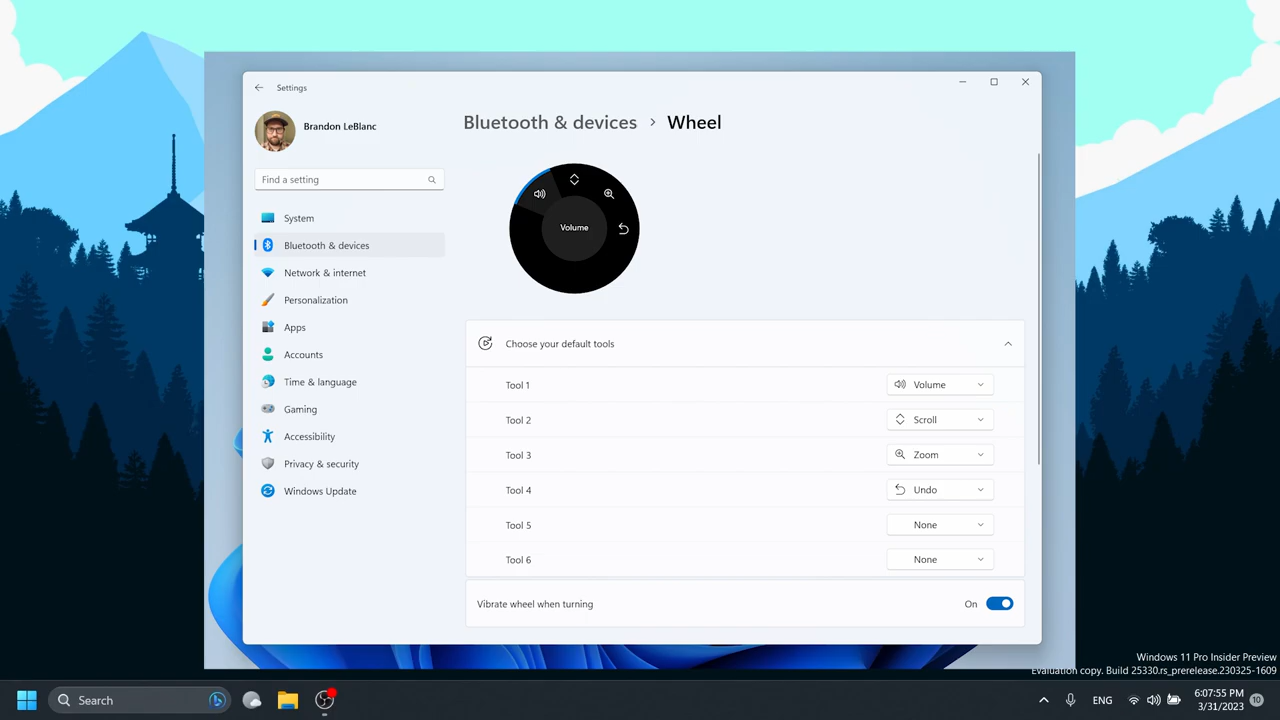 Settings
Brandon LeBlanc
Find a setting
System
Bluetooth & devices
Network & internet
Personalization
Apps
Accounts
Time & language
Gaming
Accessibility
Privacy & security
Windows Update
Bluetooth & devices › Wheel
Volume
Choose your default tools
Tool 1 Volume
Tool 2 Scroll
Tool 3 Zoom
Tool 4 Undo
Tool 5 None
Tool 6 None
Vibrate wheel when turning On
Windows 11 Pro Insider Preview
Evaluation copy. Build 25330.rs_prerelease.230325-1609
Search
ENG
6:07:55 PM
3/31/2023
10